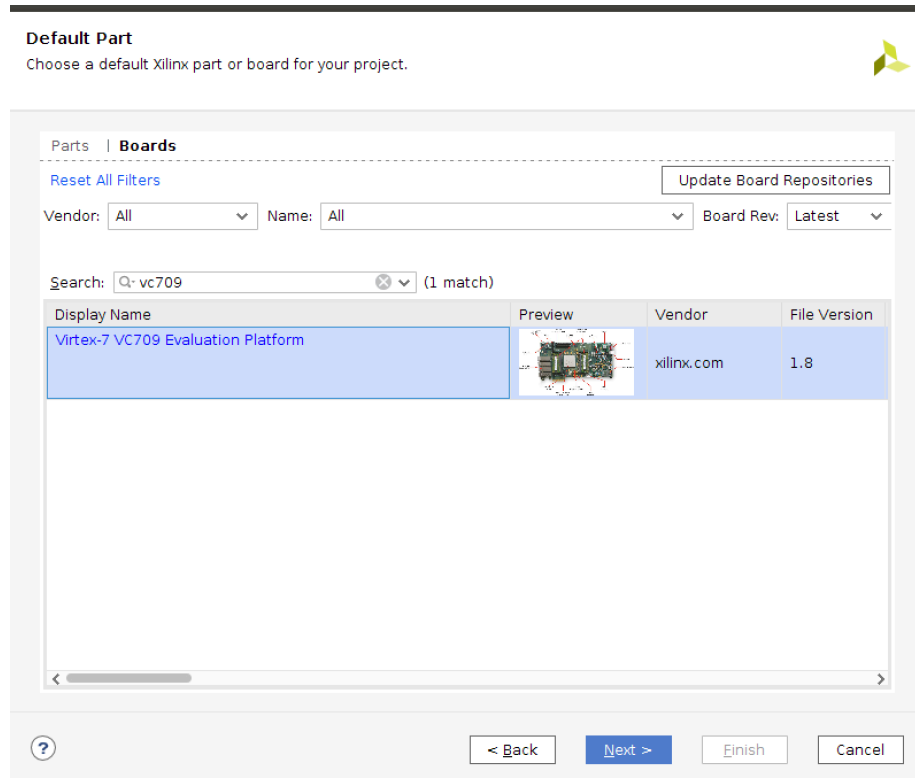 Default Part
Choose a default Xilinx part or board for your project.
Parts | Boards
Reset All Filters Update Board Repositories
Vendor: All Name: All Board Rev: Latest
Search: vc709 (1 match)
Display Name Preview Vendor File Version
Virtex-7 VC709 Evaluation Platform xilinx.com 1.8
? < Back Next > Finish Cancel